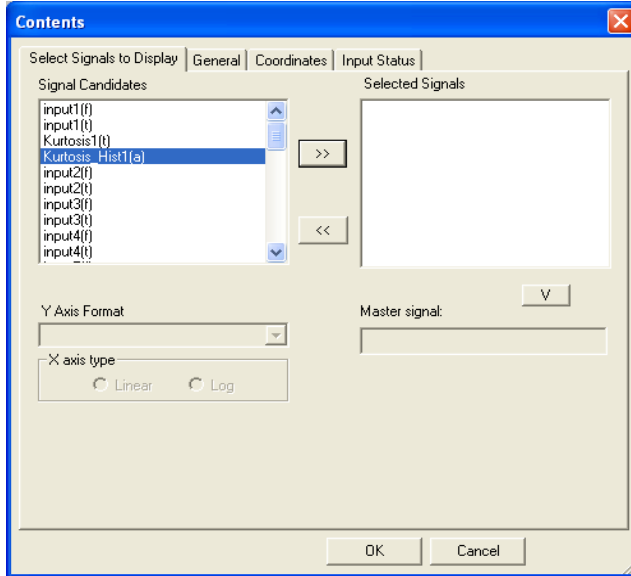 Contents
Select Signals to Display General Coordinates Input Status
Signal Candidates
input1(f)
input1(t)
Kurtosis1(t)
Kurtosis_Hist1(a)
input2(f)
input2(t)
input3(f)
input3(t)
input4(f)
input4(t)
>>
<<
Selected Signals
V
Y Axis Format
Master signal:
X axis type
Linear Log
OK Cancel